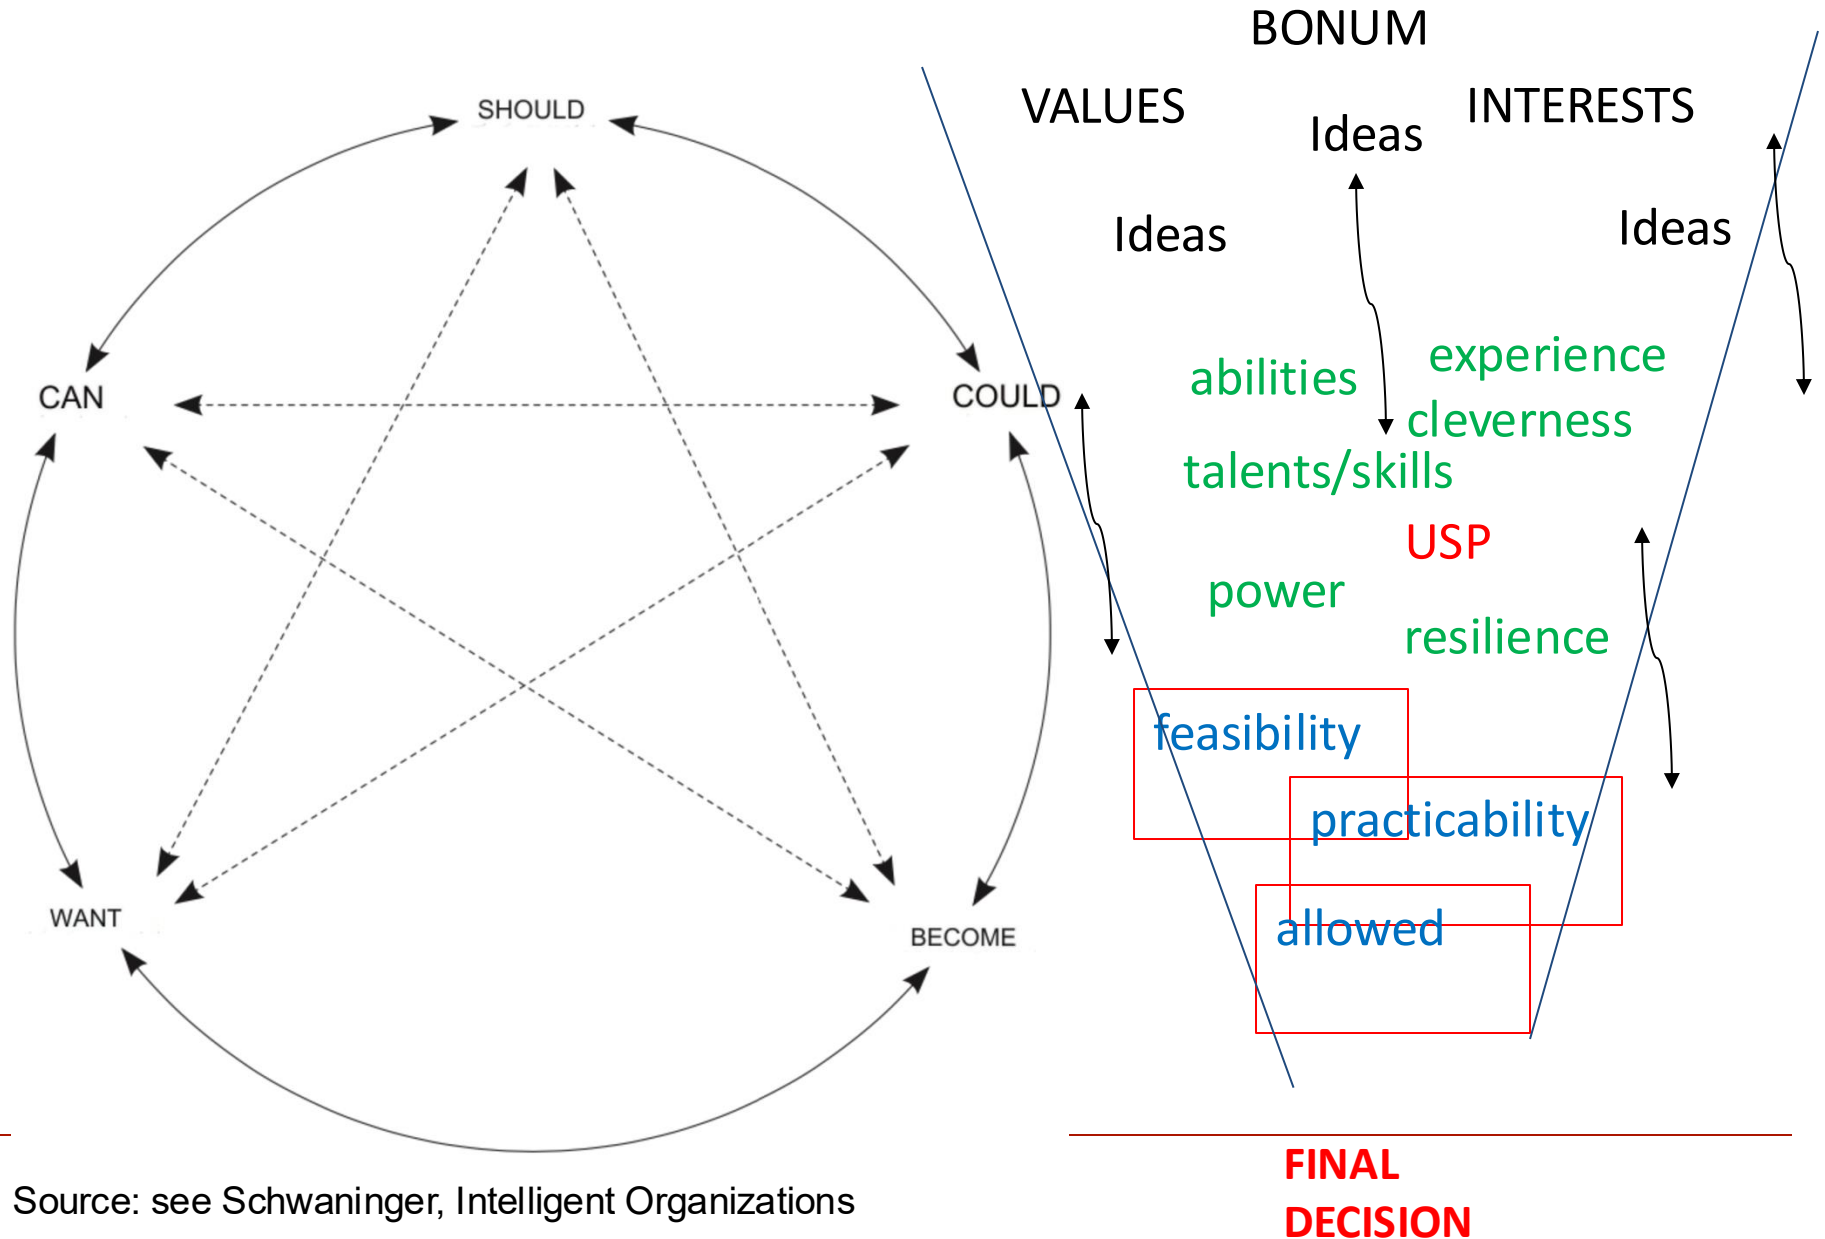 SHOULD
CAN
COULD
WANT
BECOME
Source: see Schwaninger, Intelligent Organizations
BONUM
VALUES
INTERESTS
Ideas
Ideas
Ideas
experience
abilities
cleverness
talents/skills
USP
power
resilience
feasibility
practicability
allowed
FINAL
DECISION